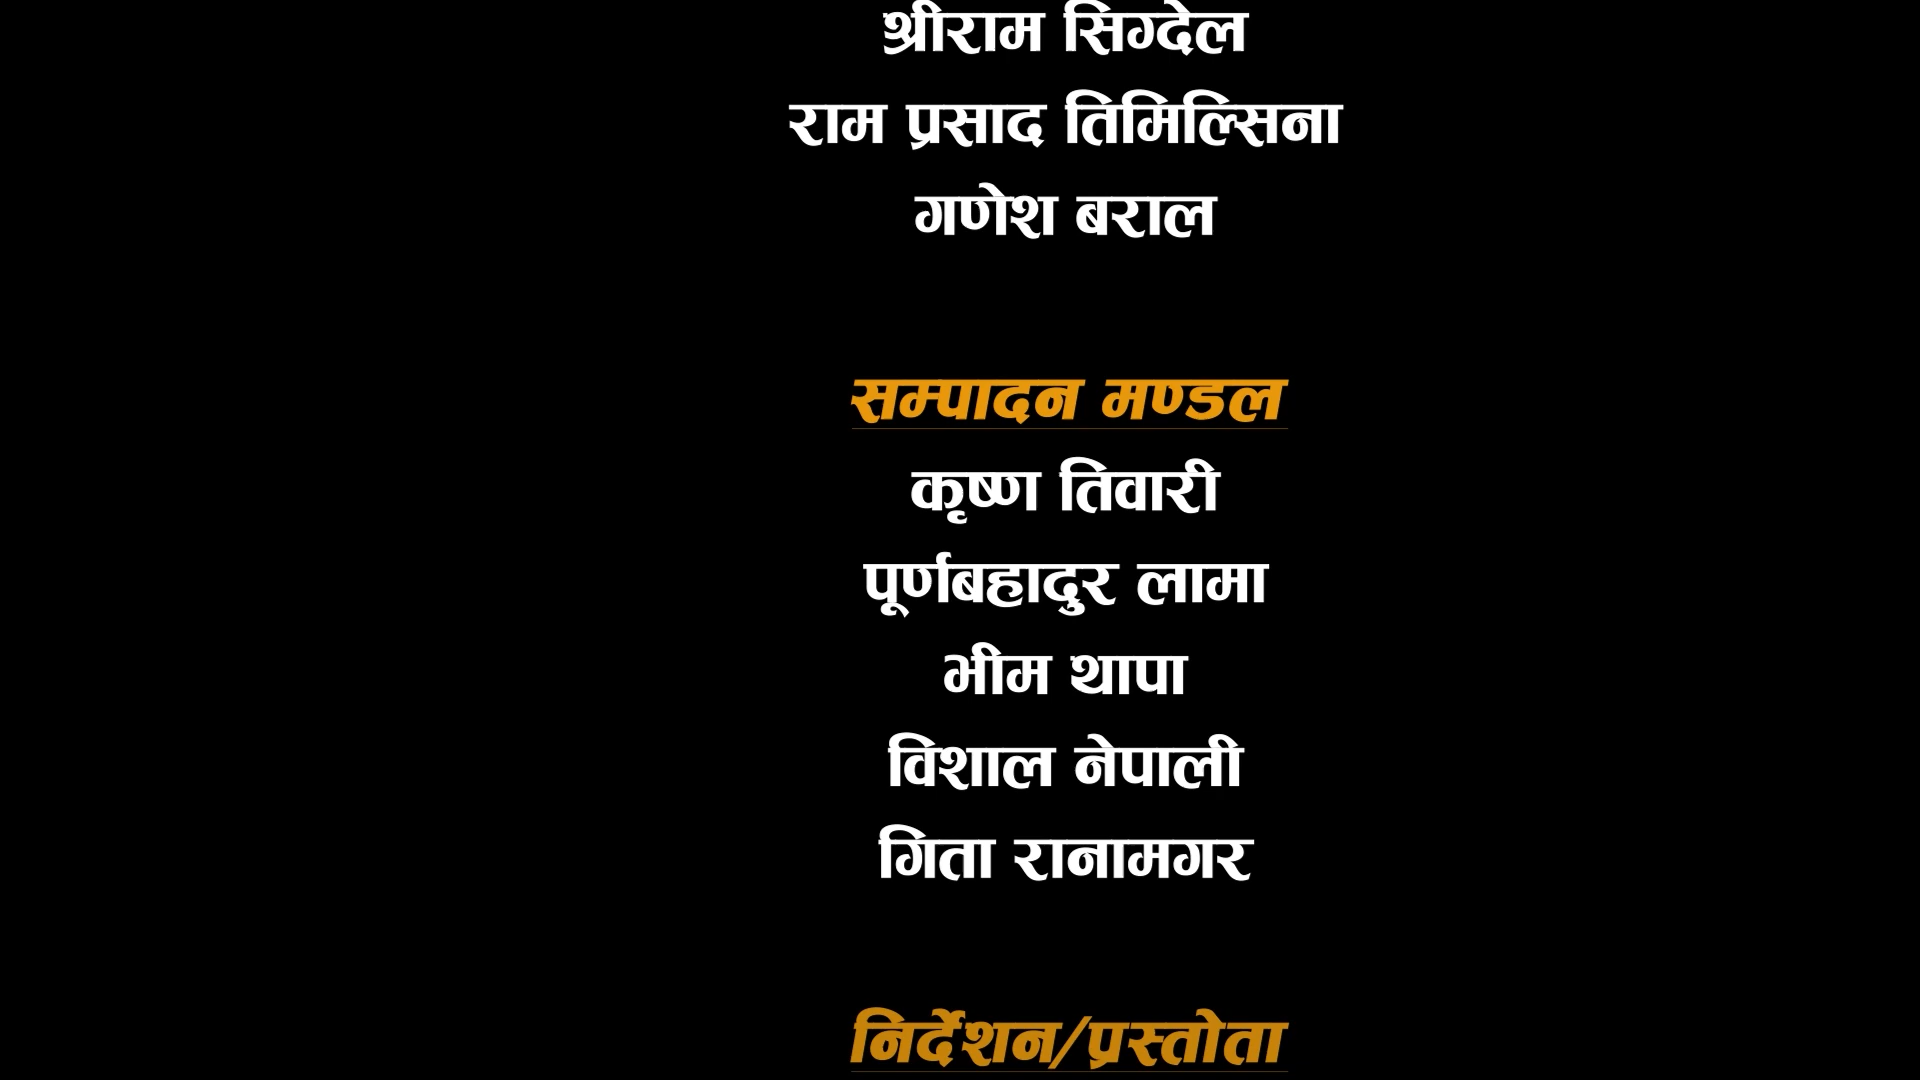 श्रीराम सिग्देल
राम प्रसाद तिमिल्सिना
गणेश बराल
सम्पादन मण्डल
कृष्ण तिवारी
पूर्णबहादुर लामा
भीम थापा
विशाल नेपाली
गिता रानामगर
निर्देशन/प्रस्तोता